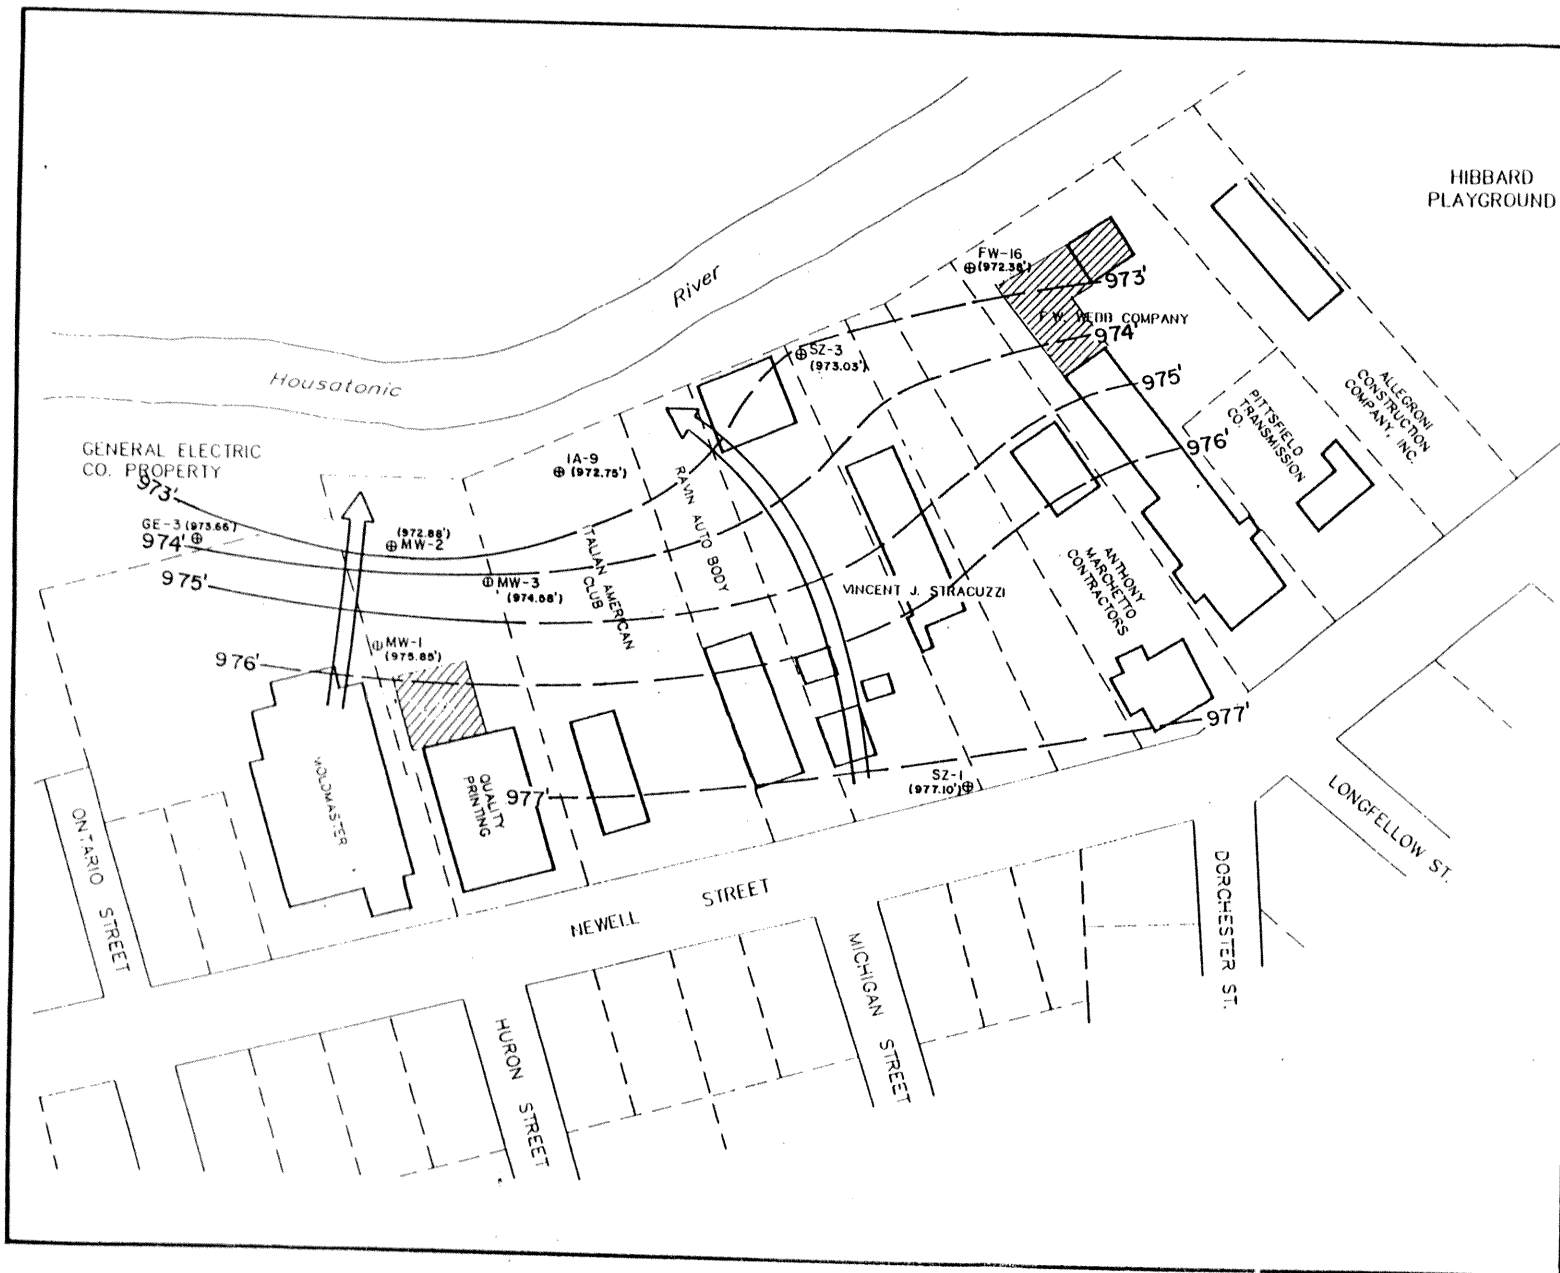 HIBBARD
PLAYGROUND
River
Housatonic
FW-16
(972.38')
973'
F.W. WEBB COMPANY
974'
SZ-3
(973.03')
975'
976'
ALLEGRONI
CONSTRUCTION
COMPANY, INC.
PITTSFIELD
TRANSMISSION
CO.
GENERAL ELECTRIC
CO. PROPERTY
973'
IA-9
(972.75')
RAVIN AUTO BODY
GE-3 (973.66')
974'
(972.88')
MW-2
ITALIAN AMERICAN
CLUB
975'
MW-3
(974.58')
VINCENT J. STRACUZZI
ANTHONY
MARCHETTO
CONTRACTORS
MW-1
(975.85')
976'
977'
MOLDMASTER
QUALITY
PRINTING
977'
SZ-1
(977.10')
LONGFELLOW ST.
ONTARIO STREET
NEWELL STREET
DORCHESTER ST.
MICHIGAN STREET
HURON STREET